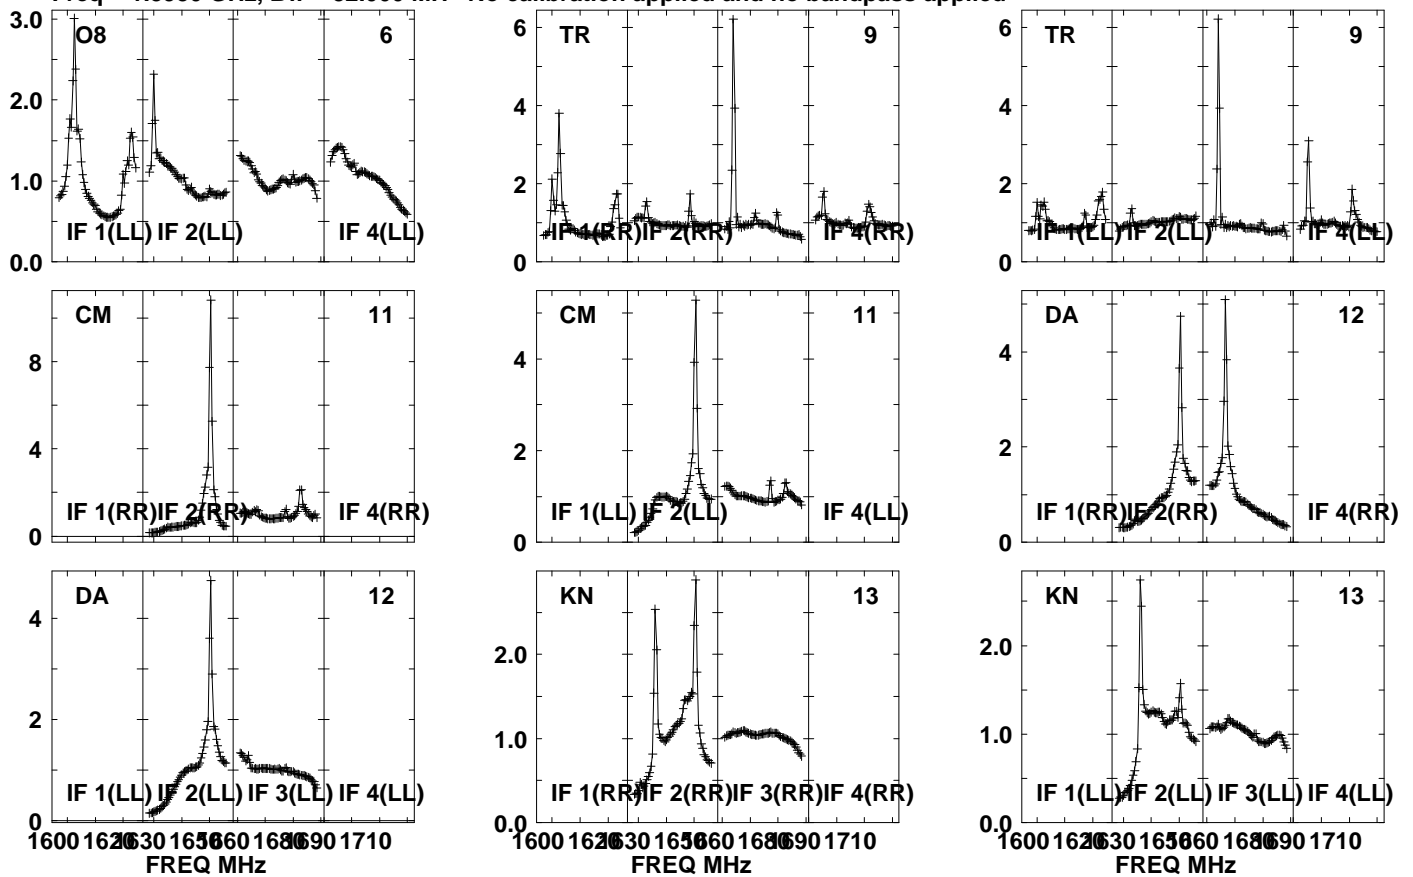 No calibration applied and no bandpass applied
O8 6
TR 9
TR 9
3.0
2.0
1.0
0.0
6
4
2
0
6
4
2
0
IF 1(LL) IF 2(LL) IF 4(LL)
IF 1(RR) IF 2(RR) IF 4(RR)
IF 1(LL) IF 2(LL) IF 4(LL)
CM 11
CM 11
DA 12
8
4
0
4
2
0
4
2
0
IF 1(RR) IF 2(RR) IF 4(RR)
IF 1(LL) IF 2(LL) IF 4(LL)
IF 1(RR) IF 2(RR) IF 4(RR)
DA 12
KN 13
KN 13
4
2
0
2.0
1.0
0.0
2.0
1.0
0.0
IF 1(LL) IF 2(LL) IF 3(LL) IF 4(LL)
IF 1(RR) IF 2(RR) IF 3(RR) IF 4(RR)
IF 1(LL) IF 2(LL) IF 3(LL) IF 4(LL)
1600 1620 1630 1650 1660 1680 1690 1710
1600 1620 1630 1650 1660 1680 1690 1710
1600 1620 1630 1650 1660 1680 1690 1710
FREQ MHz
FREQ MHz
FREQ MHz